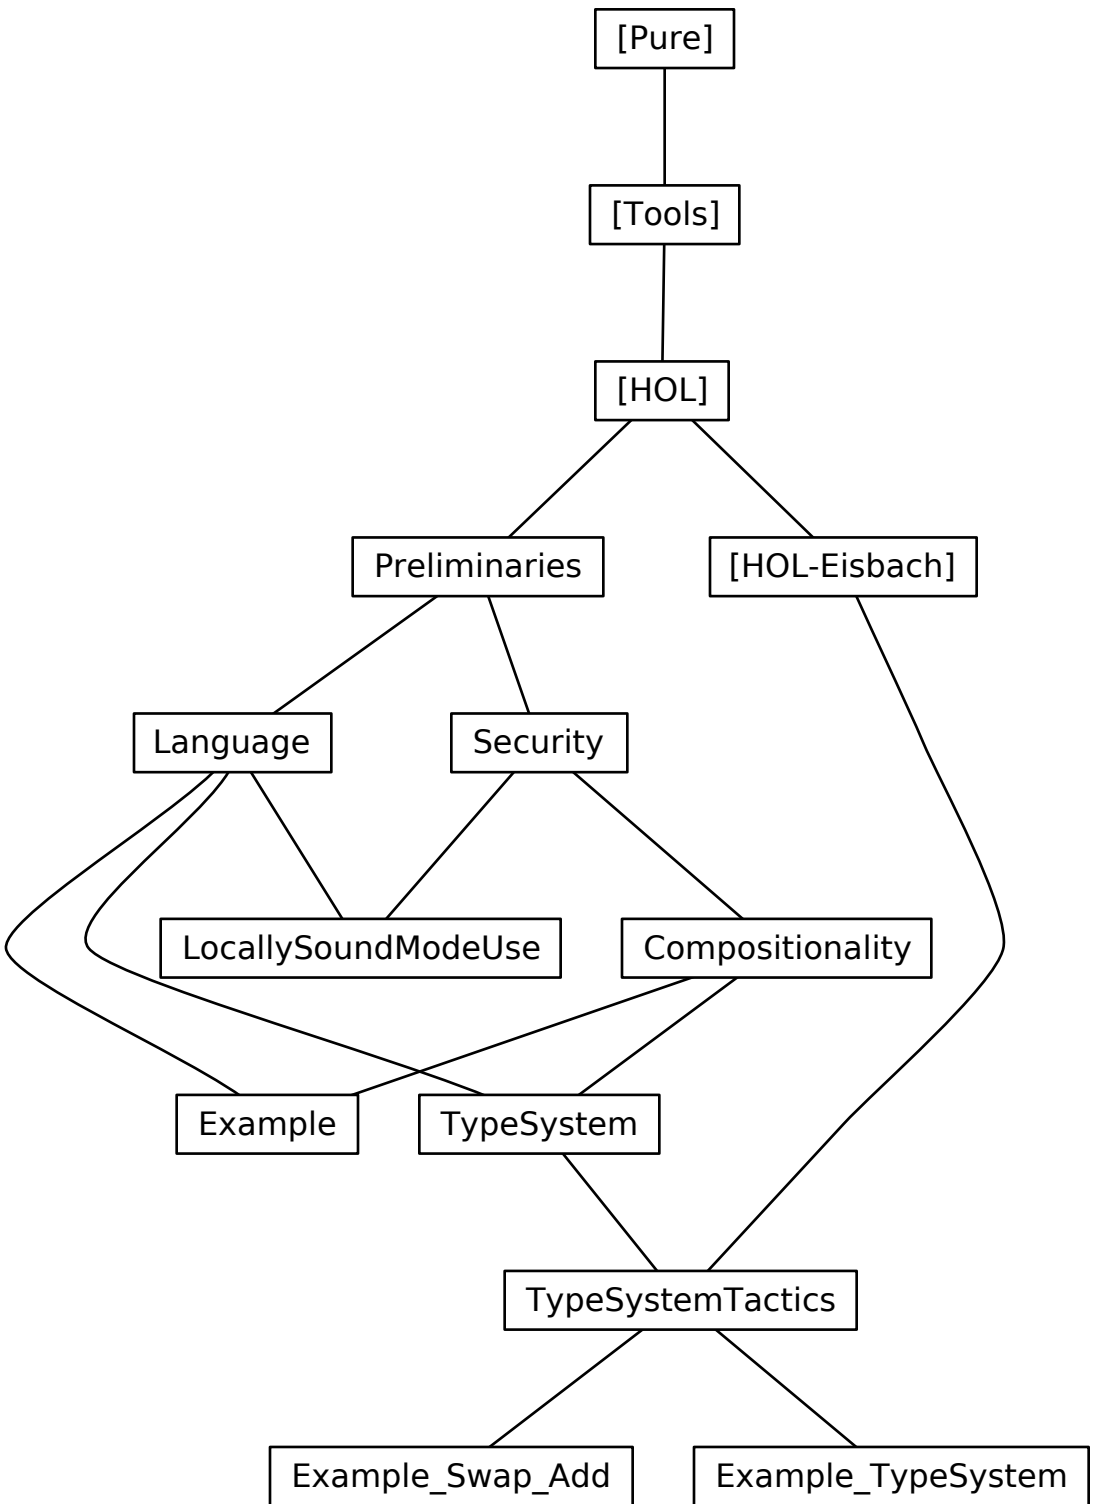 [Pure]
[Tools]
[HOL]
Preliminaries
[HOL-Eisbach]
Language
Security
LocallySoundModeUse
Compositionality
Example
TypeSystem
TypeSystemTactics
Example_Swap_Add
Example_TypeSystem